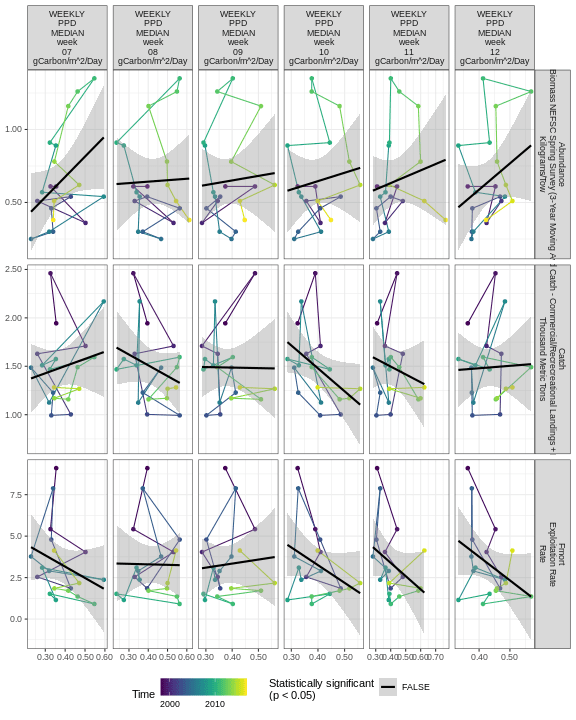 WEEKLY
PPD
MEDIAN
week
07
gCarbon/m^2/Day
WEEKLY
PPD
MEDIAN
week
08
gCarbon/m^2/Day
WEEKLY
PPD
MEDIAN
week
09
gCarbon/m^2/Day
WEEKLY
PPD
MEDIAN
week
10
gCarbon/m^2/Day
WEEKLY
PPD
MEDIAN
week
11
gCarbon/m^2/Day
WEEKLY
PPD
MEDIAN
week
12
gCarbon/m^2/Day
1.00
0.50
Abundance
Biomass NEFSC Spring Survey (3-Year Moving
Kilograms/Tow
2.50
2.00
1.50
1.00
Catch
Catch - Commercial/Recreational Landings +
Thousand Metric Tons
7.5
5.0
2.5
0.0
Fmort
Exploitation Rate
Rate
0.30 0.40 0.50 0.60
0.30 0.40 0.50 0.60
0.30 0.40 0.50
0.30 0.40 0.50
0.30 0.40 0.50 0.60 0.70
0.40 0.50
Time
2000 2010
Statistically significant
(p < 0.05)
FALSE